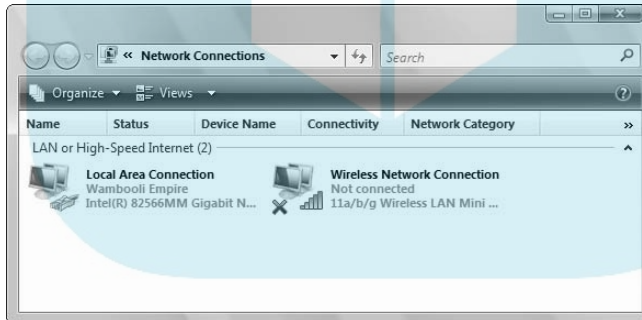 « Network Connections
Search
Organize Views
Name Status Device Name Connectivity Network Category »
LAN or High-Speed Internet (2)
Local Area Connection
Wambooli Empire
Intel(R) 82566MM Gigabit N...
Wireless Network Connection
Not connected
11a/b/g Wireless LAN Mini ...